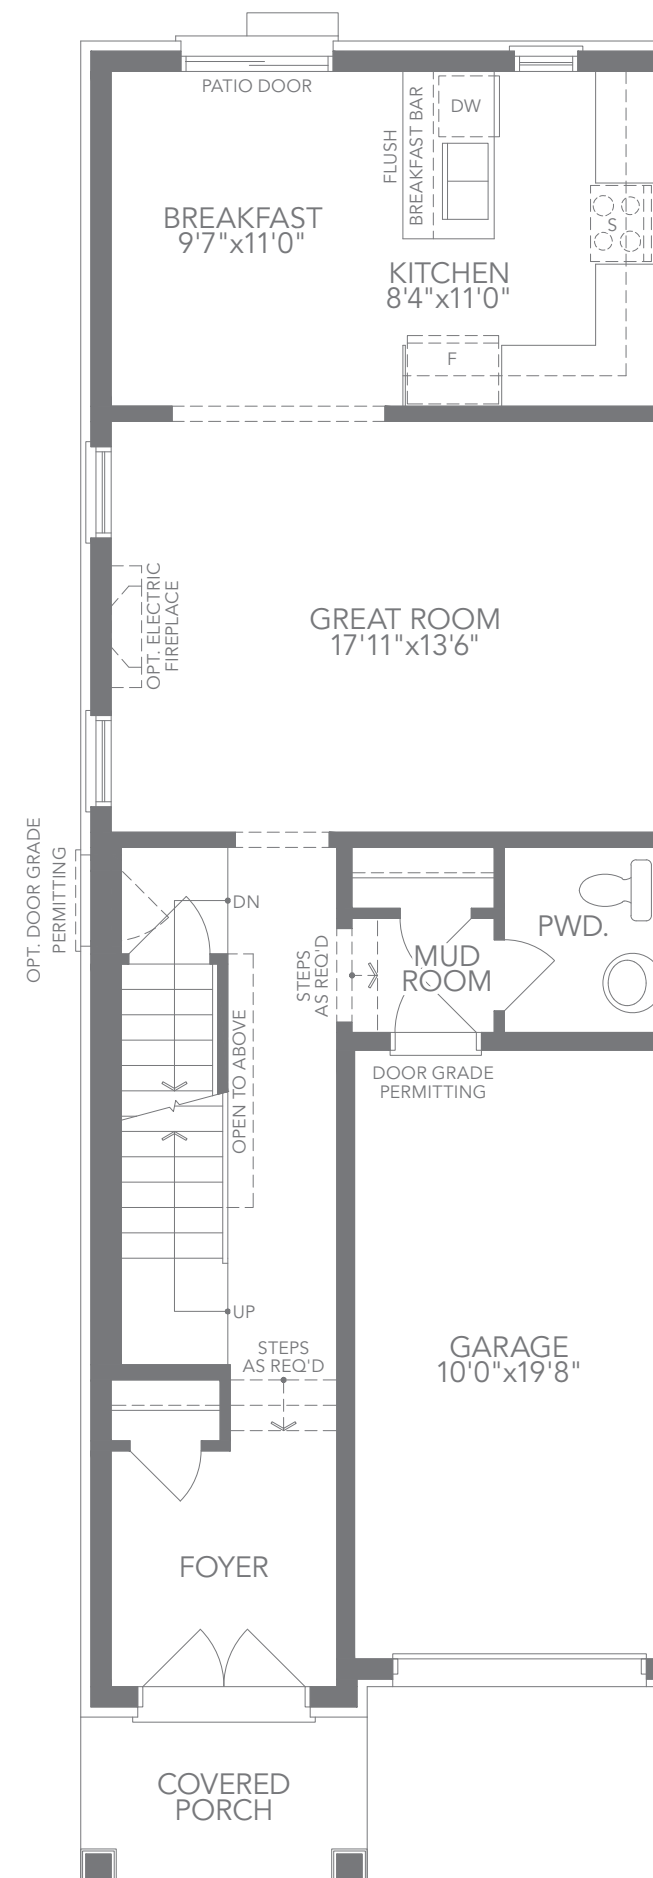 PATIO DOOR
FLUSH
BREAKFAST BAR
DW
BREAKFAST
9'7"x11'0"
S
KITCHEN
8'4"x11'0"
F
OPT. ELECTRIC
FIREPLACE
GREAT ROOM
17'11"x13'6"
OPT. DOOR GRADE
PERMITTING
DN
STEPS
AS REQ'D
MUD
ROOM
PWD.
OPEN TO ABOVE
DOOR GRADE
PERMITTING
UP
STEPS
AS REQ'D
GARAGE
10'0"x19'8"
FOYER
COVERED
PORCH